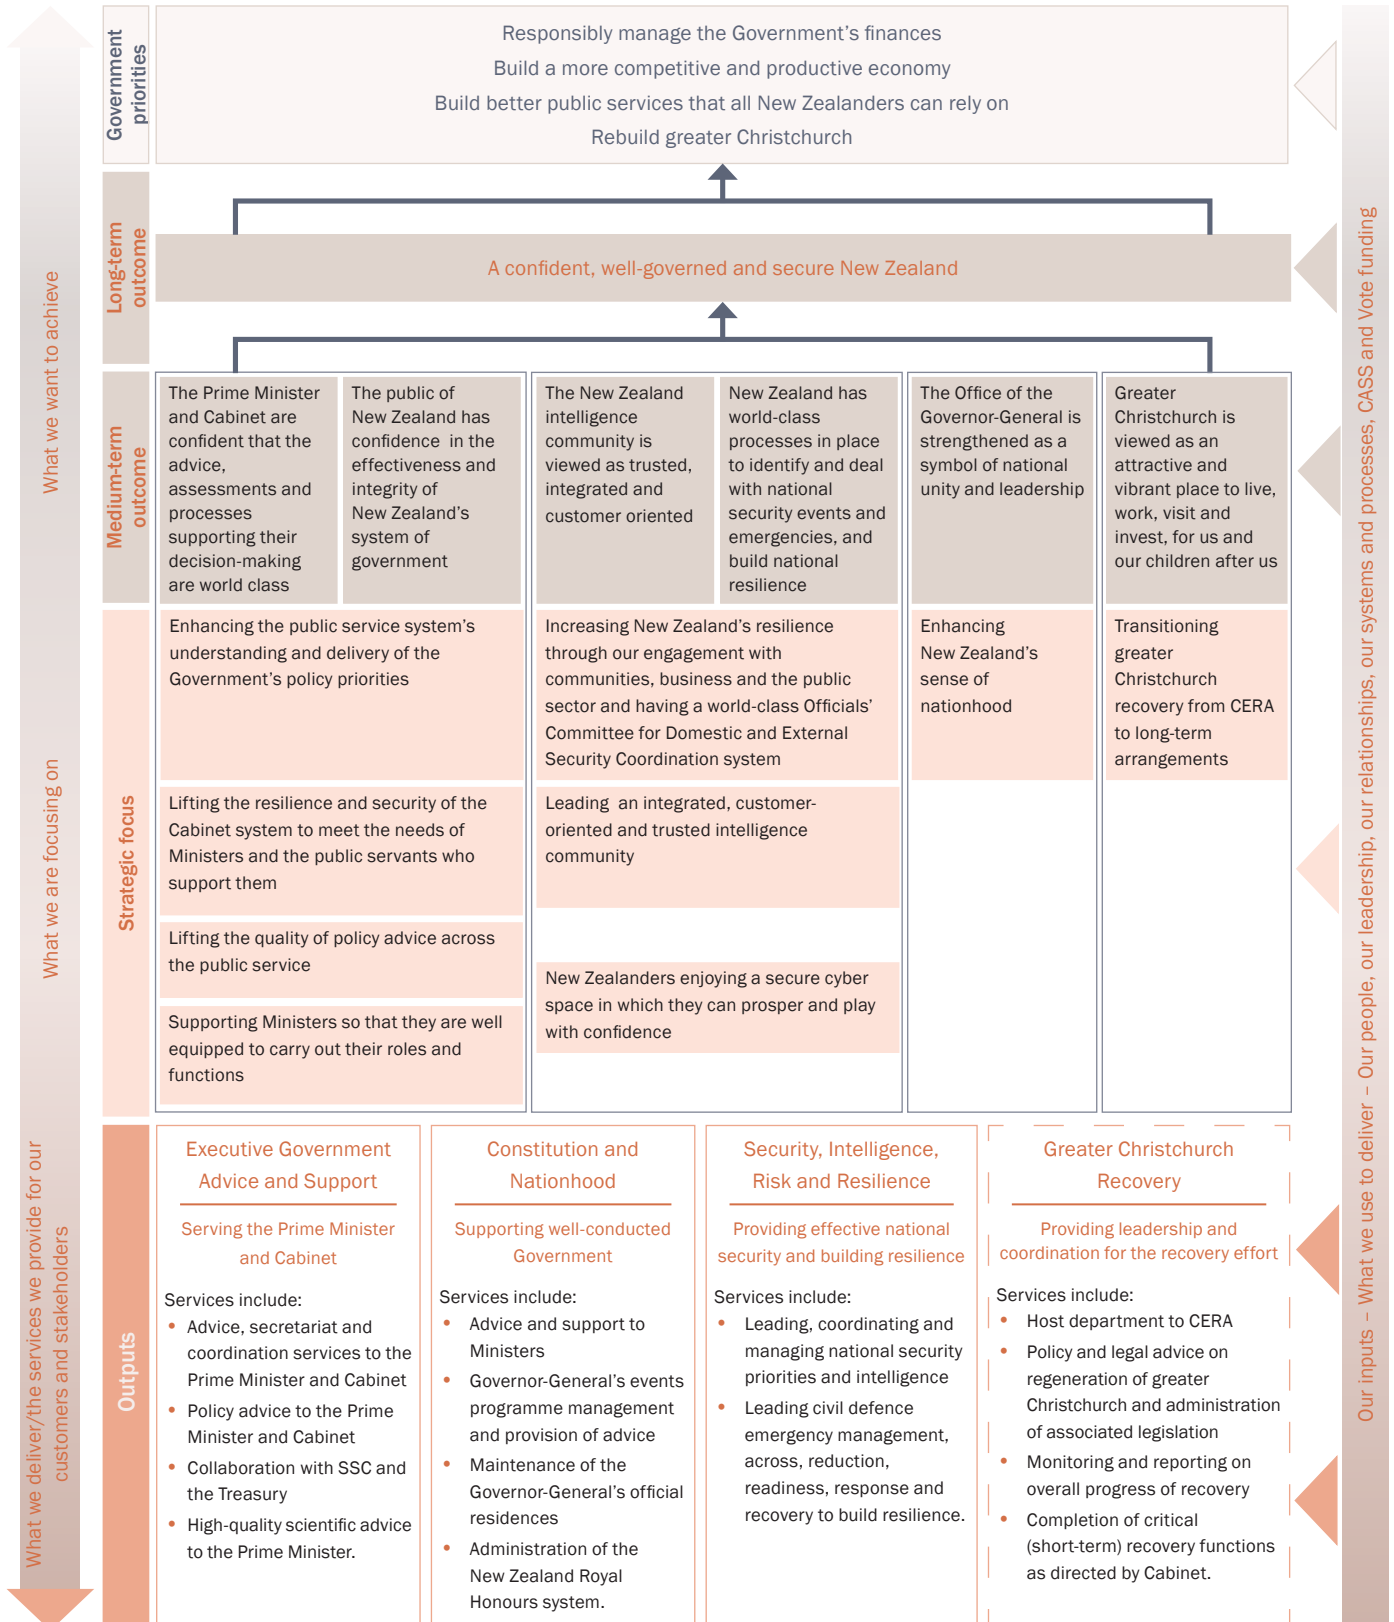 Government
priorities
Responsibly manage the Government's finances
Build a more competitive and productive economy
Build better public services that all New Zealanders can rely on
Rebuild greater Christchurch
Long-term
outcome
A confident, well-governed and secure New Zealand
What we want to achieve
Medium-term
outcome
The Prime Minister
and Cabinet are
confident that the
advice,
assessments and
processes
supporting their
decision-making
are world class
The public of
New Zealand has
confidence in the
effectiveness and
integrity of
New Zealand's
system of
government
The New Zealand
intelligence
community is
viewed as trusted,
integrated and
customer oriented
New Zealand has
world-class
processes in place
to identify and deal
with national
security events and
emergencies, and
build national
resilience
The Office of the
Governor-General is
strengthened as a
symbol of national
unity and leadership
Greater
Christchurch is
viewed as an
attractive and
vibrant place to live,
work, visit and
invest, for us and
our children after us
What we are focusing on
Strategic focus
Enhancing the public service system's
understanding and delivery of the
Government's policy priorities
Lifting the resilience and security of the
Cabinet system to meet the needs of
Ministers and the public servants who
support them
Lifting the quality of policy advice across
the public service
Supporting Ministers so that they are well
equipped to carry out their roles and
functions
Increasing New Zealand's resilience
through our engagement with
communities, business and the public
sector and having a world-class Officials'
Committee for Domestic and External
Security Coordination system
Leading an integrated, customer-
oriented and trusted intelligence
community
New Zealanders enjoying a secure cyber
space in which they can prosper and play
with confidence
Enhancing
New Zealand's
sense of
nationhood
Transitioning
greater
Christchurch
recovery from CERA
to long-term
arrangements
What we deliver/the services we provide for our
customers and stakeholders
Outputs
Executive Government
Advice and Support
Serving the Prime Minister
and Cabinet
Services include:
• Advice, secretariat and
coordination services to the
Prime Minister and Cabinet
• Policy advice to the Prime
Minister and Cabinet
• Collaboration with SSC and
the Treasury
• High-quality scientific advice
to the Prime Minister.
Constitution and
Nationhood
Supporting well-conducted
Government
Services include:
• Advice and support to
Ministers
• Governor-General's events
programme management
and provision of advice
• Maintenance of the
Governor-General's official
residences
• Administration of the
New Zealand Royal
Honours system.
Security, Intelligence,
Risk and Resilience
Providing effective national
security and building resilience
Services include:
• Leading, coordinating and
managing national security
priorities and intelligence
• Leading civil defence
emergency management,
across, reduction,
readiness, response and
recovery to build resilience.
Greater Christchurch
Recovery
Providing leadership and
coordination for the recovery effort
Services include:
• Host department to CERA
• Policy and legal advice on
regeneration of greater
Christchurch and administration
of associated legislation
• Monitoring and reporting on
overall progress of recovery
• Completion of critical
(short-term) recovery functions
as directed by Cabinet.
Our inputs – What we use to deliver – Our people, our leadership, our relationships, our systems and processes, CASS and Vote funding